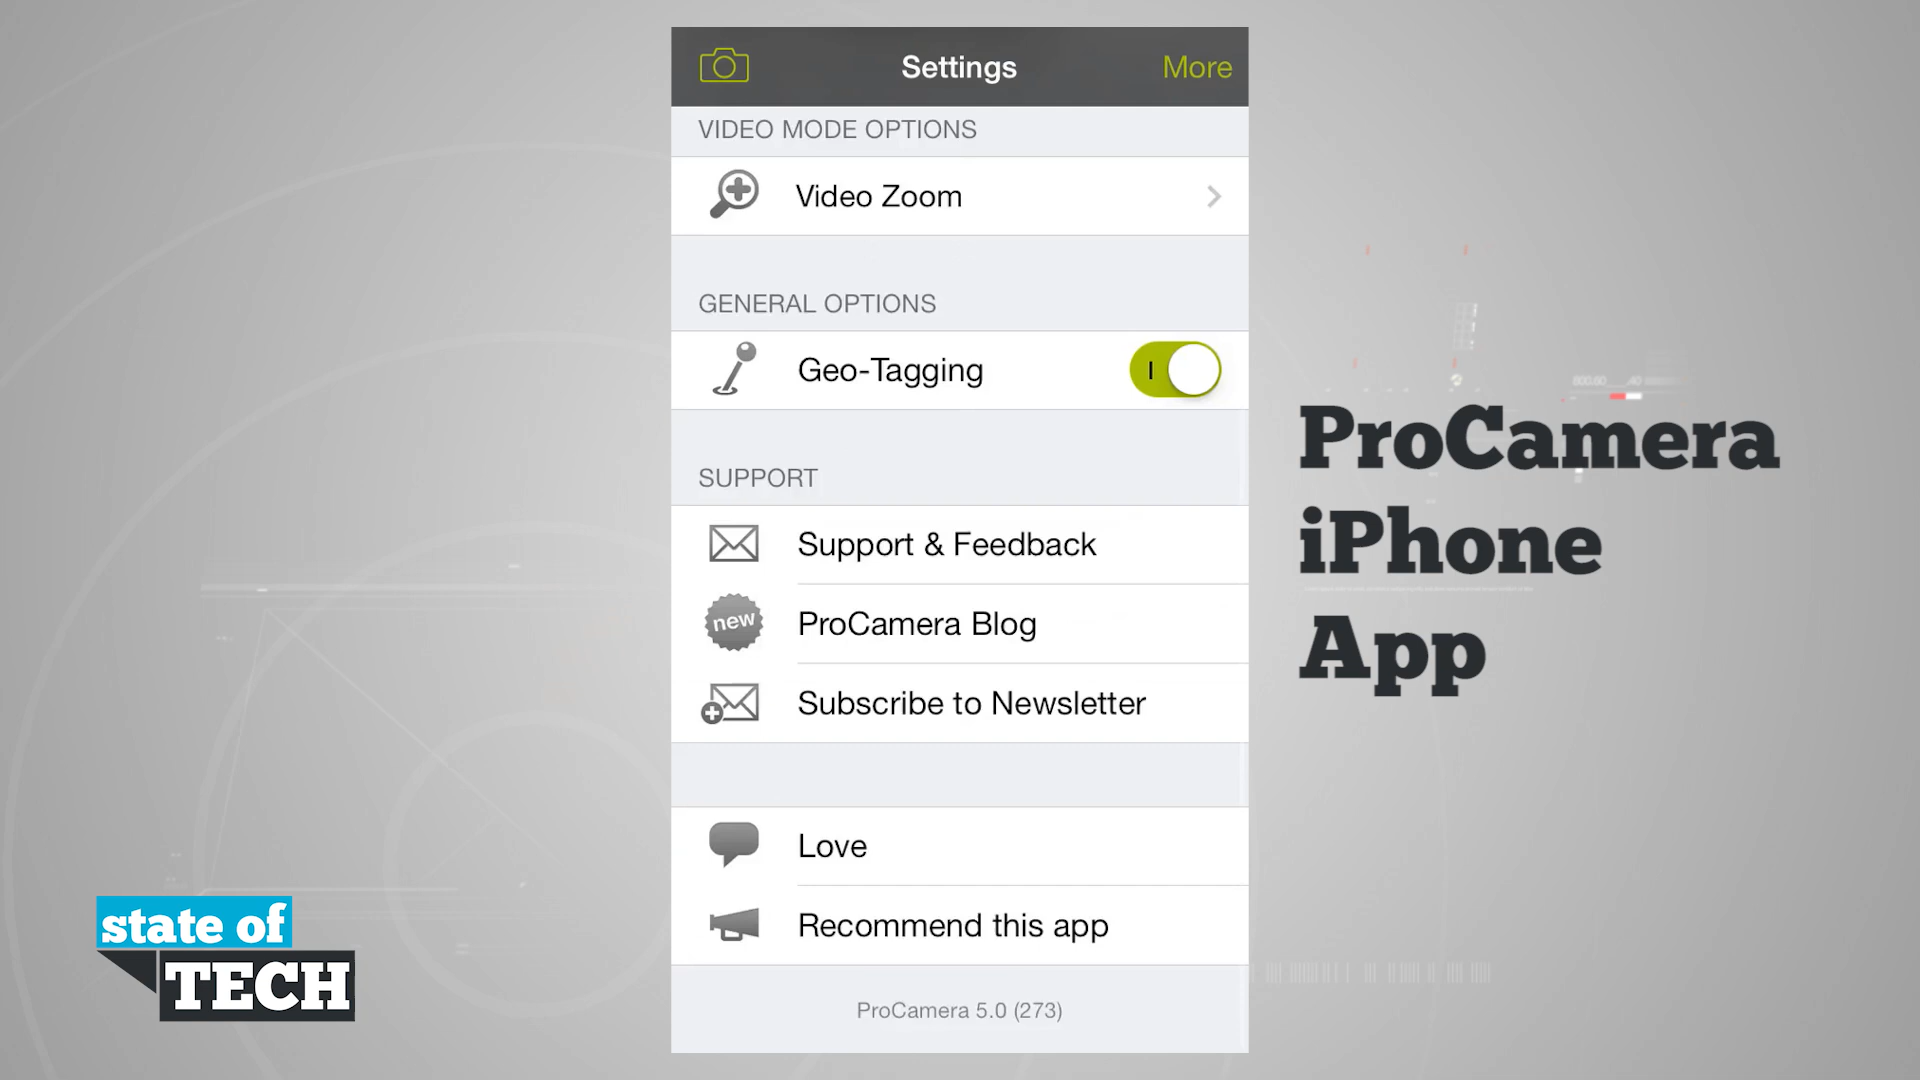 Settings
More
VIDEO MODE OPTIONS
Video Zoom
GENERAL OPTIONS
Geo-Tagging
SUPPORT
Support & Feedback
new
ProCamera Blog
Subscribe to Newsletter
Love
Recommend this app
ProCamera 5.0 (273)
ProCamera
iPhone
App
state of
TECH